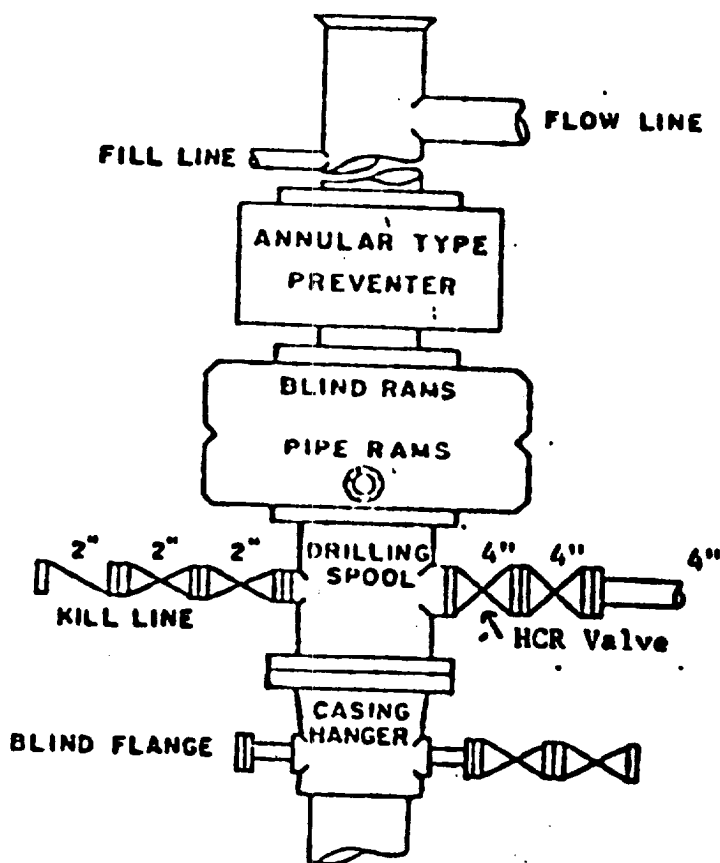 FLOW LINE
FILL LINE
ANNULAR TYPE
PREVENTER
BLIND RAMS
PIPE RAMS
2" 2" 2"
DRILLING
SPOOL
4" 4" 4"
KILL LINE
HCR Valve
CASING
HANGER
BLIND FLANGE